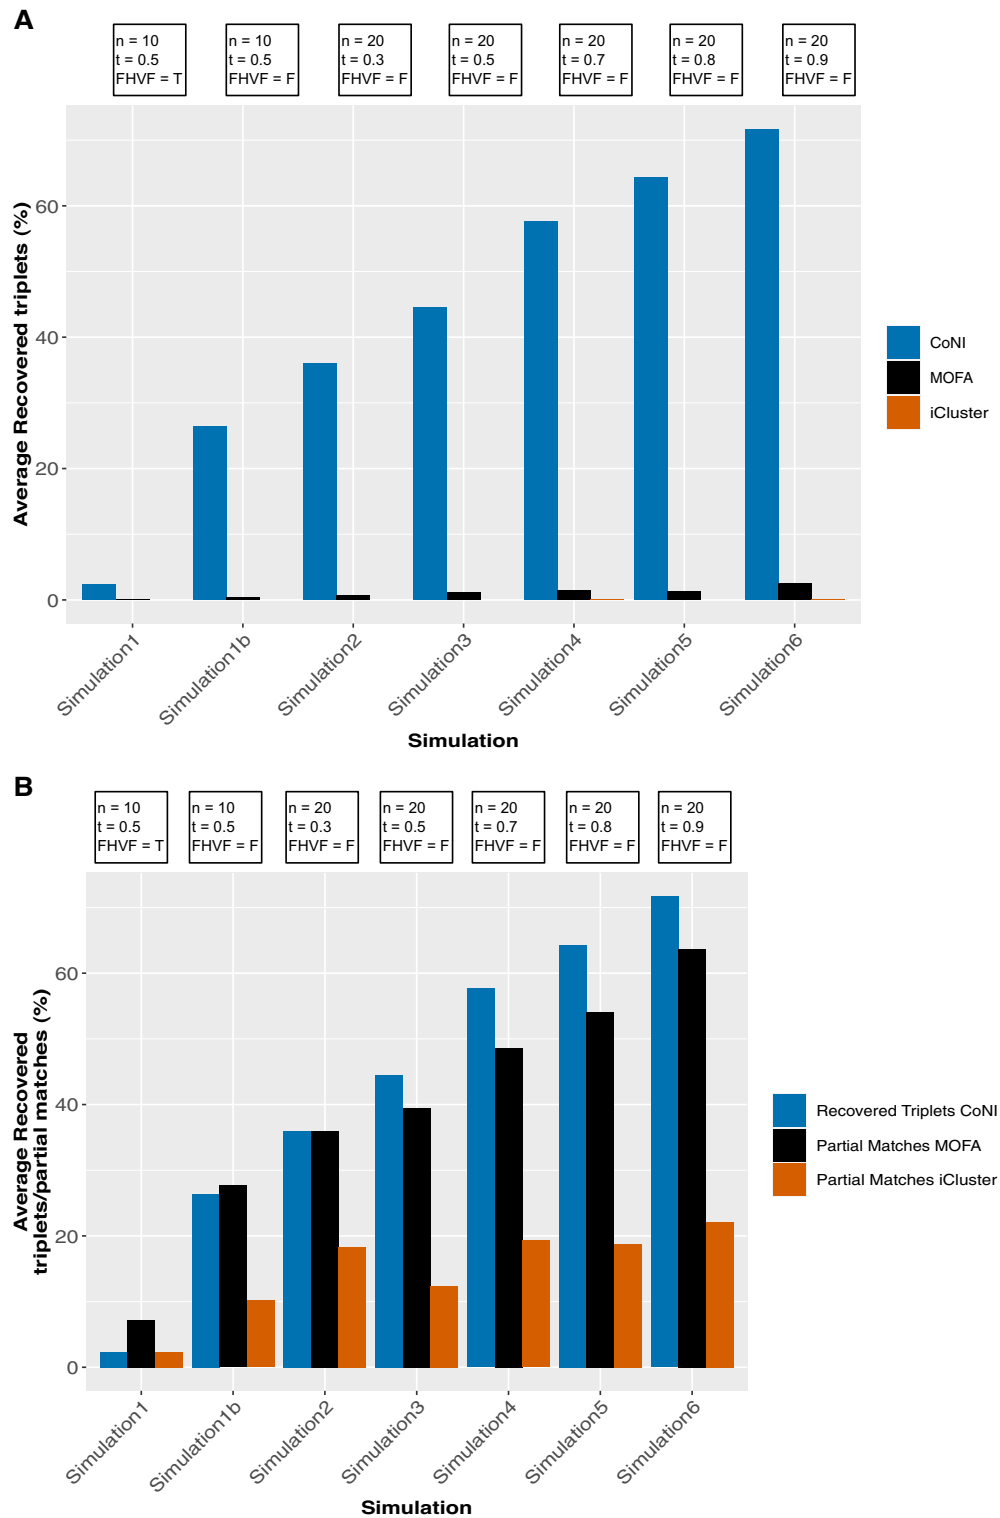 A
n = 10
t = 0.5
FHVF = T
n = 10
t = 0.5
FHVF = F
n = 20
t = 0.3
FHVF = F
n = 20
t = 0.5
FHVF = F
n = 20
t = 0.7
FHVF = F
n = 20
t = 0.8
FHVF = F
n = 20
t = 0.9
FHVF = F
Average Recovered triplets (%)
60
40
20
0
Simulation1
Simulation1b
Simulation2
Simulation3
Simulation4
Simulation5
Simulation6
Simulation
CoNI
MOFA
iCluster
B
n = 10
t = 0.5
FHVF = T
n = 10
t = 0.5
FHVF = F
n = 20
t = 0.3
FHVF = F
n = 20
t = 0.5
FHVF = F
n = 20
t = 0.7
FHVF = F
n = 20
t = 0.8
FHVF = F
n = 20
t = 0.9
FHVF = F
Average Recovered
triplets/partial matches (%)
60
40
20
0
Simulation1
Simulation1b
Simulation2
Simulation3
Simulation4
Simulation5
Simulation6
Simulation
Recovered Triplets CoNI
Partial Matches MOFA
Partial Matches iCluster